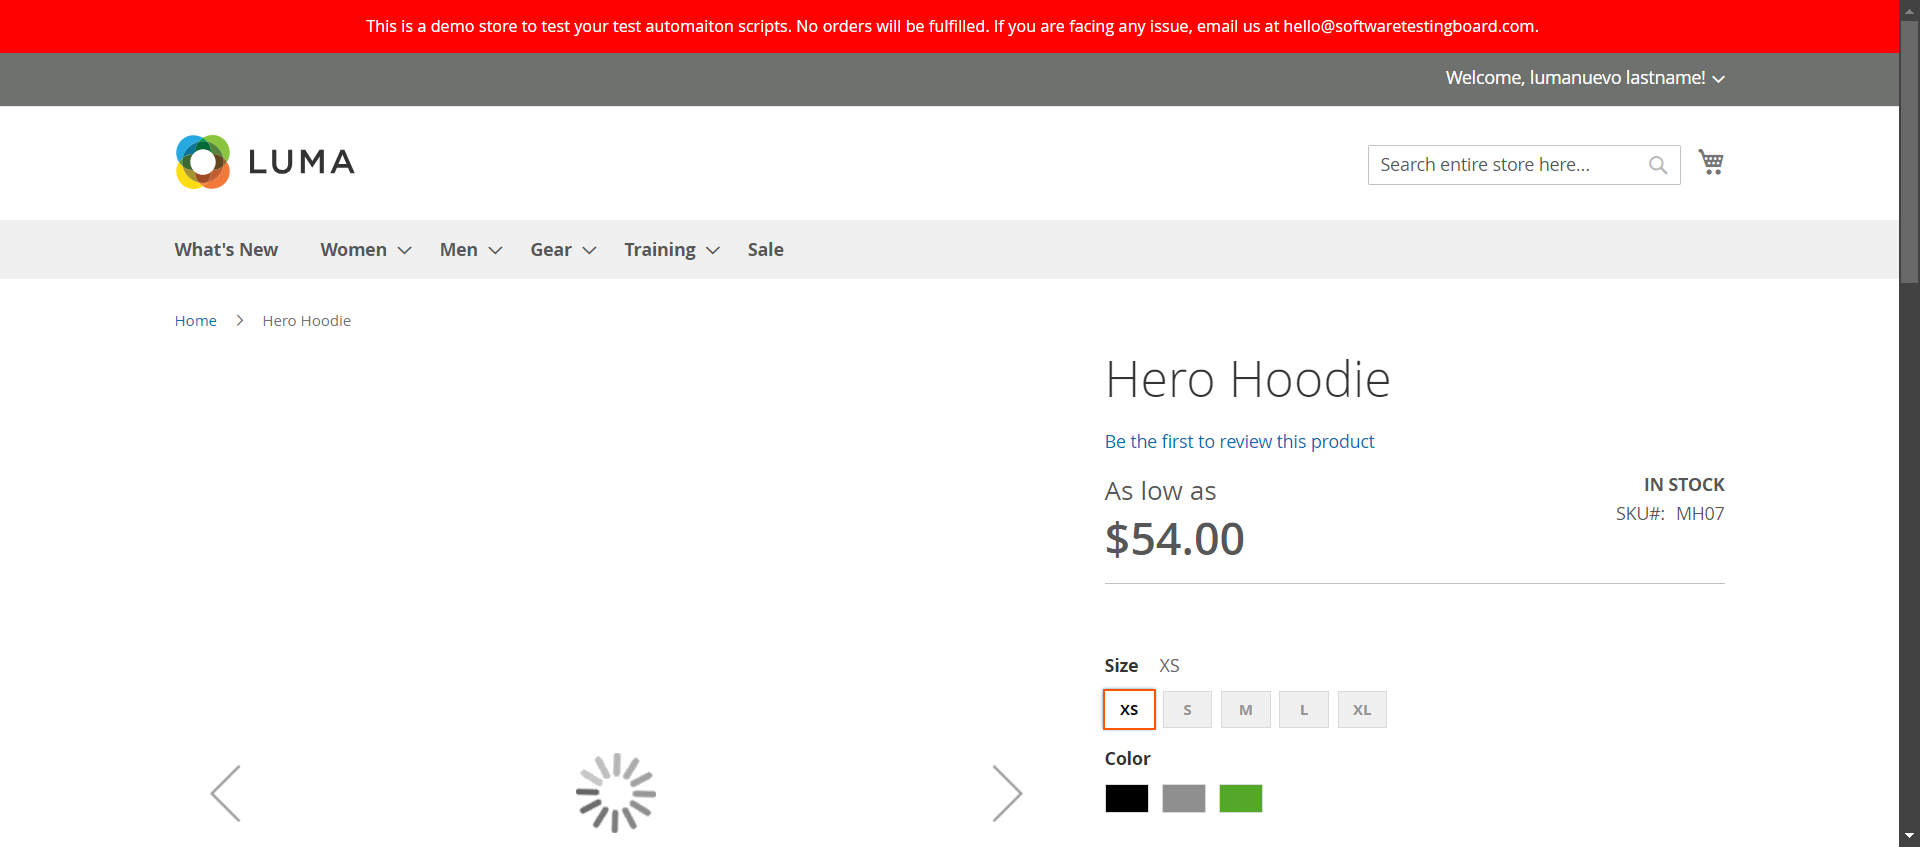 This is a demo store to test your test automaiton scripts. No orders will be fulfilled. If you are facing any issue, email us at hello@softwaretestingboard.com.
Welcome, lumanuevo lastname!
LUMA
Search entire store here...
What's New Women Men Gear Training Sale
Home Hero Hoodie
Hero Hoodie
Be the first to review this product
As low as
$54.00
IN STOCK
SKU#: MH07
Size XS
XS S M L XL
Color